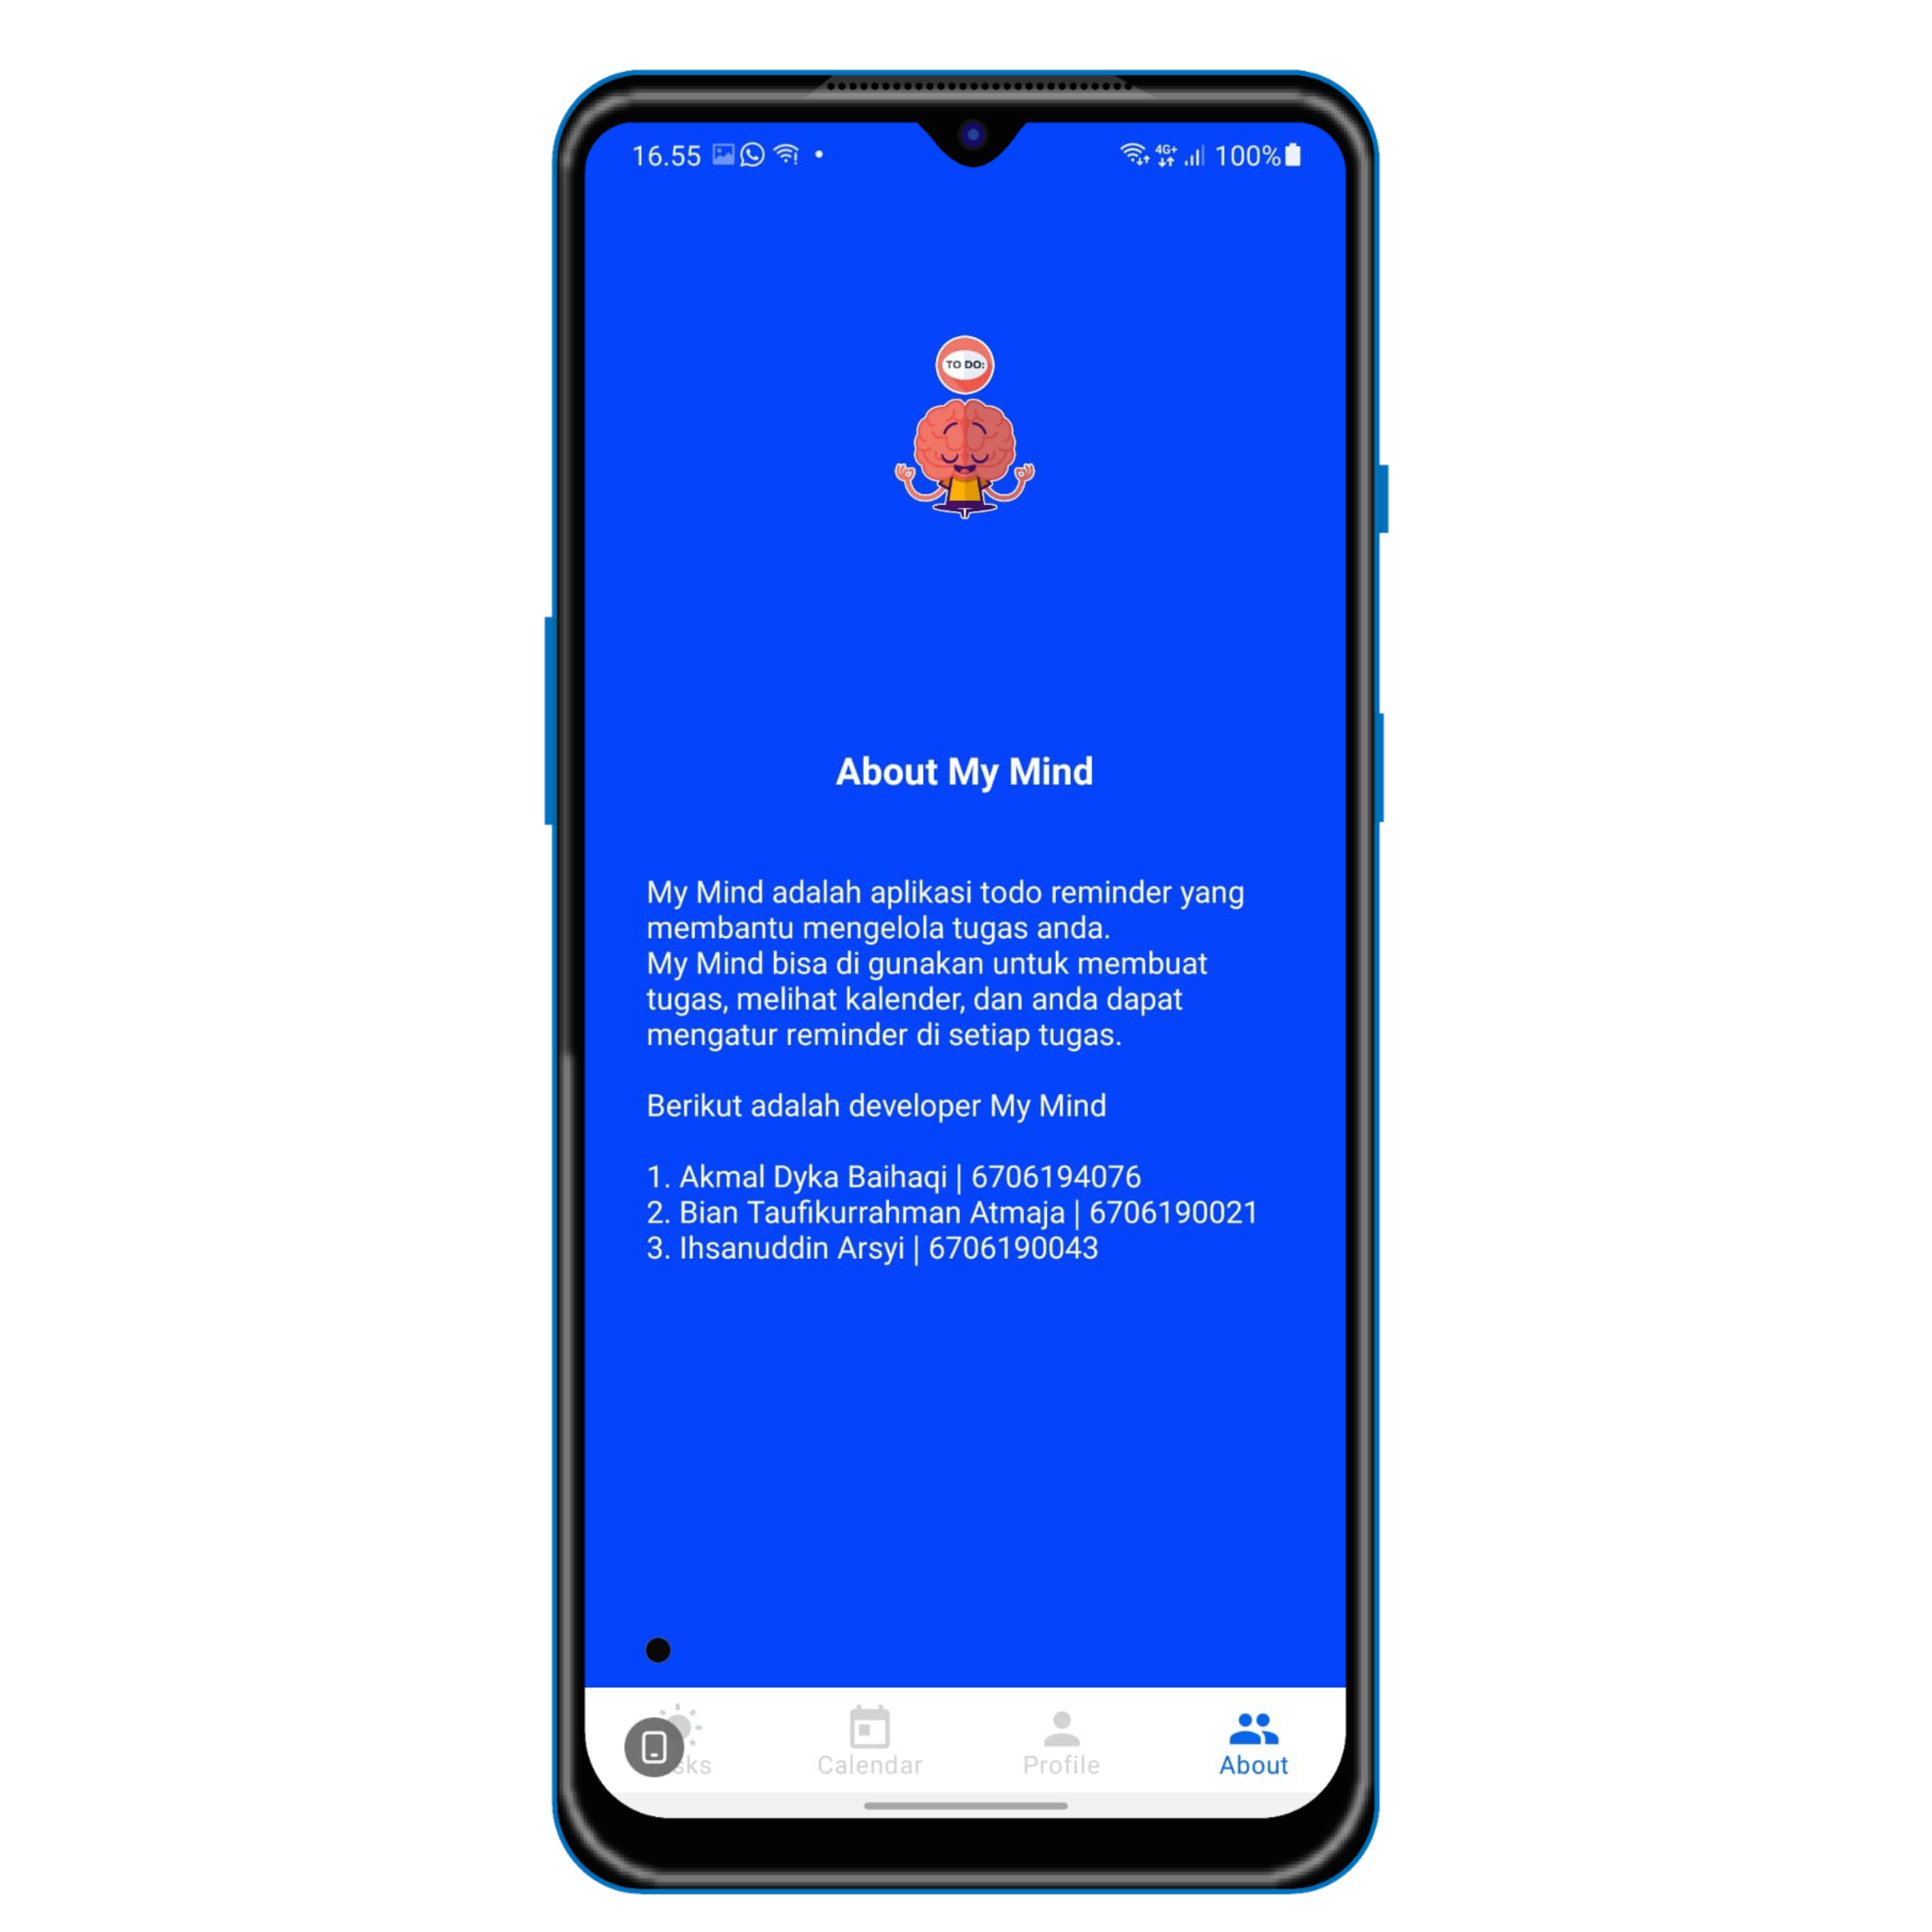 16.55
4G+
100%
TO DO:
About My Mind
My Mind adalah aplikasi todo reminder yang
membantu mengelola tugas anda.
My Mind bisa di gunakan untuk membuat
tugas, melihat kalender, dan anda dapat
mengatur reminder di setiap tugas.
Berikut adalah developer My Mind
1. Akmal Dyka Baihaqi | 6706194076
2. Bian Taufikurrahman Atmaja | 6706190021
3. Ihsanuddin Arsyi | 6706190043
Calendar
Profile
About